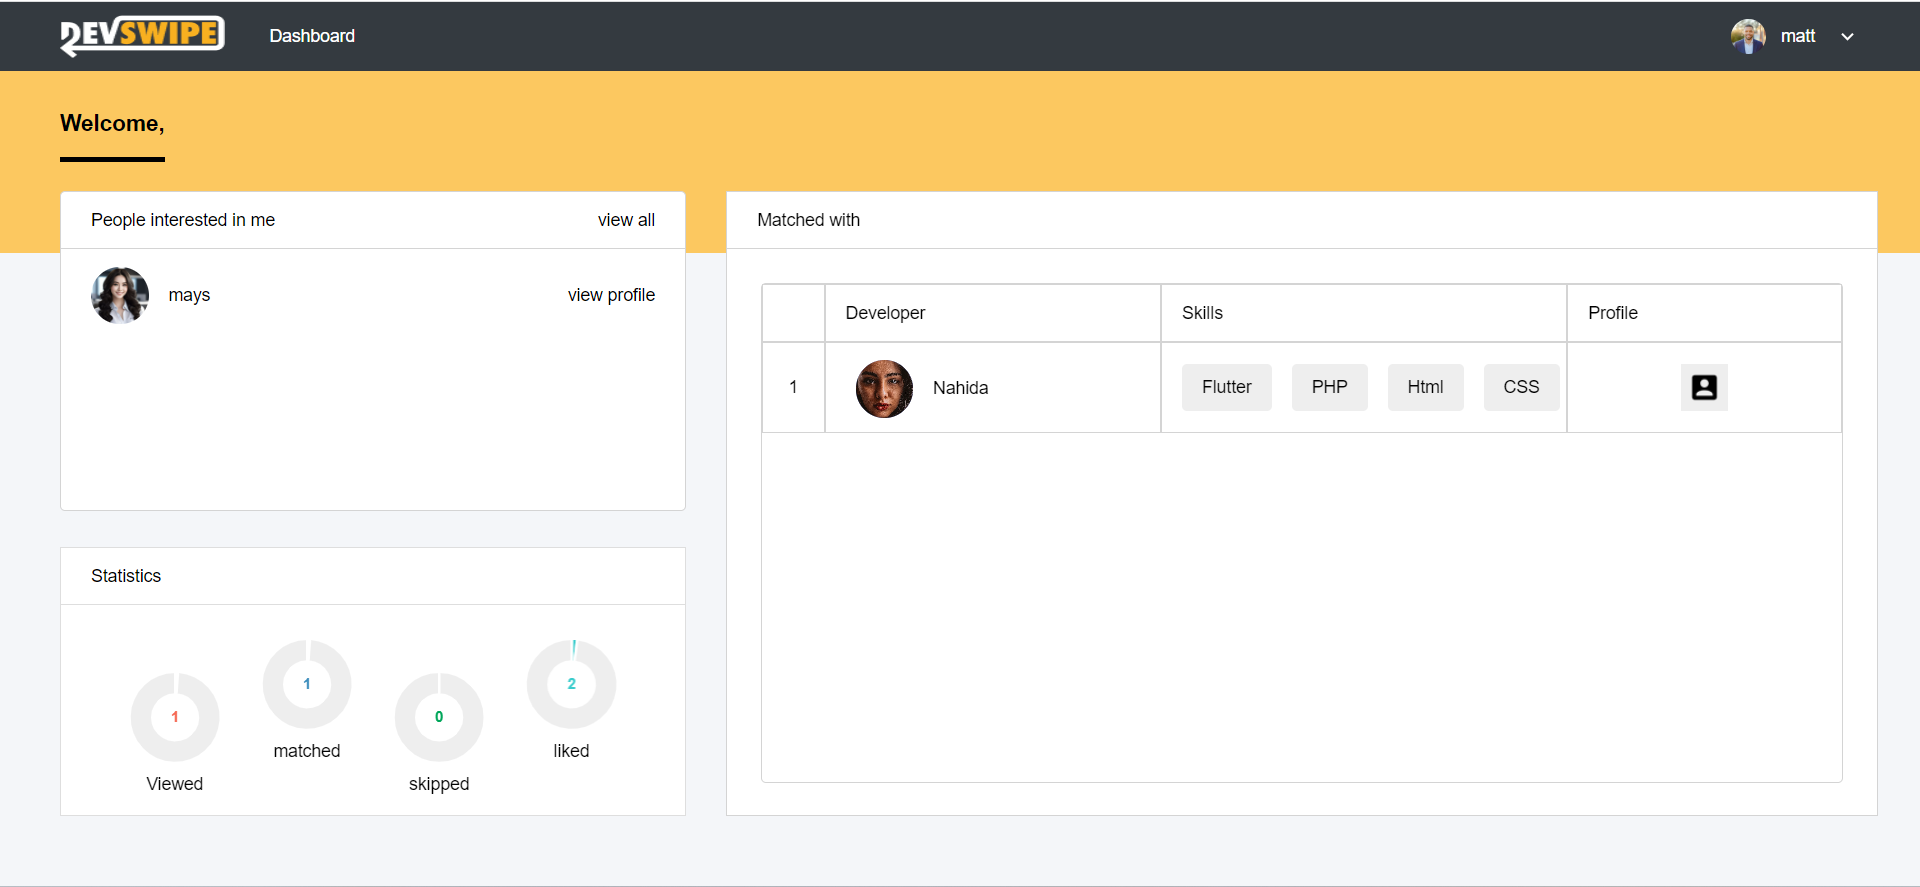 DEVSWIPE
Dashboard
matt
Welcome,
People interested in me
view all
mays
view profile
Statistics
1
Viewed
1
matched
0
skipped
2
liked
Matched with
Developer
Skills
Profile
1
Nahida
Flutter
PHP
Html
CSS